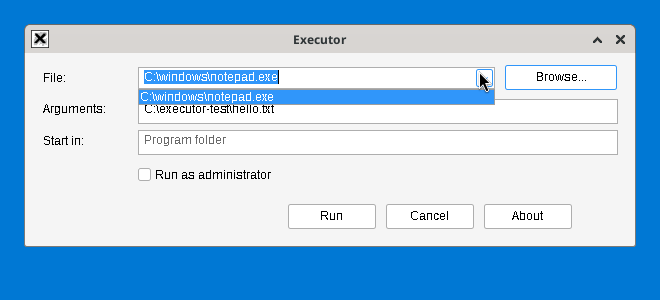 Executor
File:
C:\windows\notepad.exe
Browse...
C:\windows\notepad.exe
Arguments:
C:\executor-test\hello.txt
Start in:
Program folder
Run as administrator
Run
Cancel
About